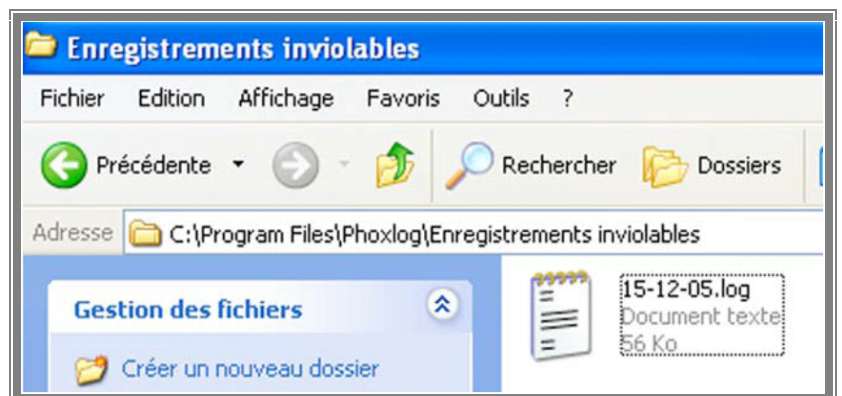 Enregistrements inviolables
Fichier Edition Affichage Favoris Outils ?
Précédente Rechercher Dossiers
Adresse C:\Program Files\Phoxlog\Enregistrements inviolables
Gestion des fichiers
Créer un nouveau dossier
15-12-05.log
Document texte
56 Ko